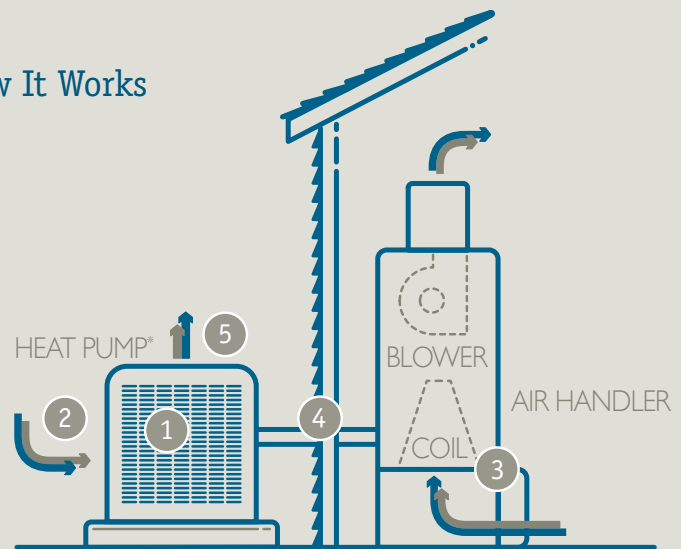 It Works
HEAT PUMP*
5
2
1
4
BLOWER
AIR HANDLER
COIL
3